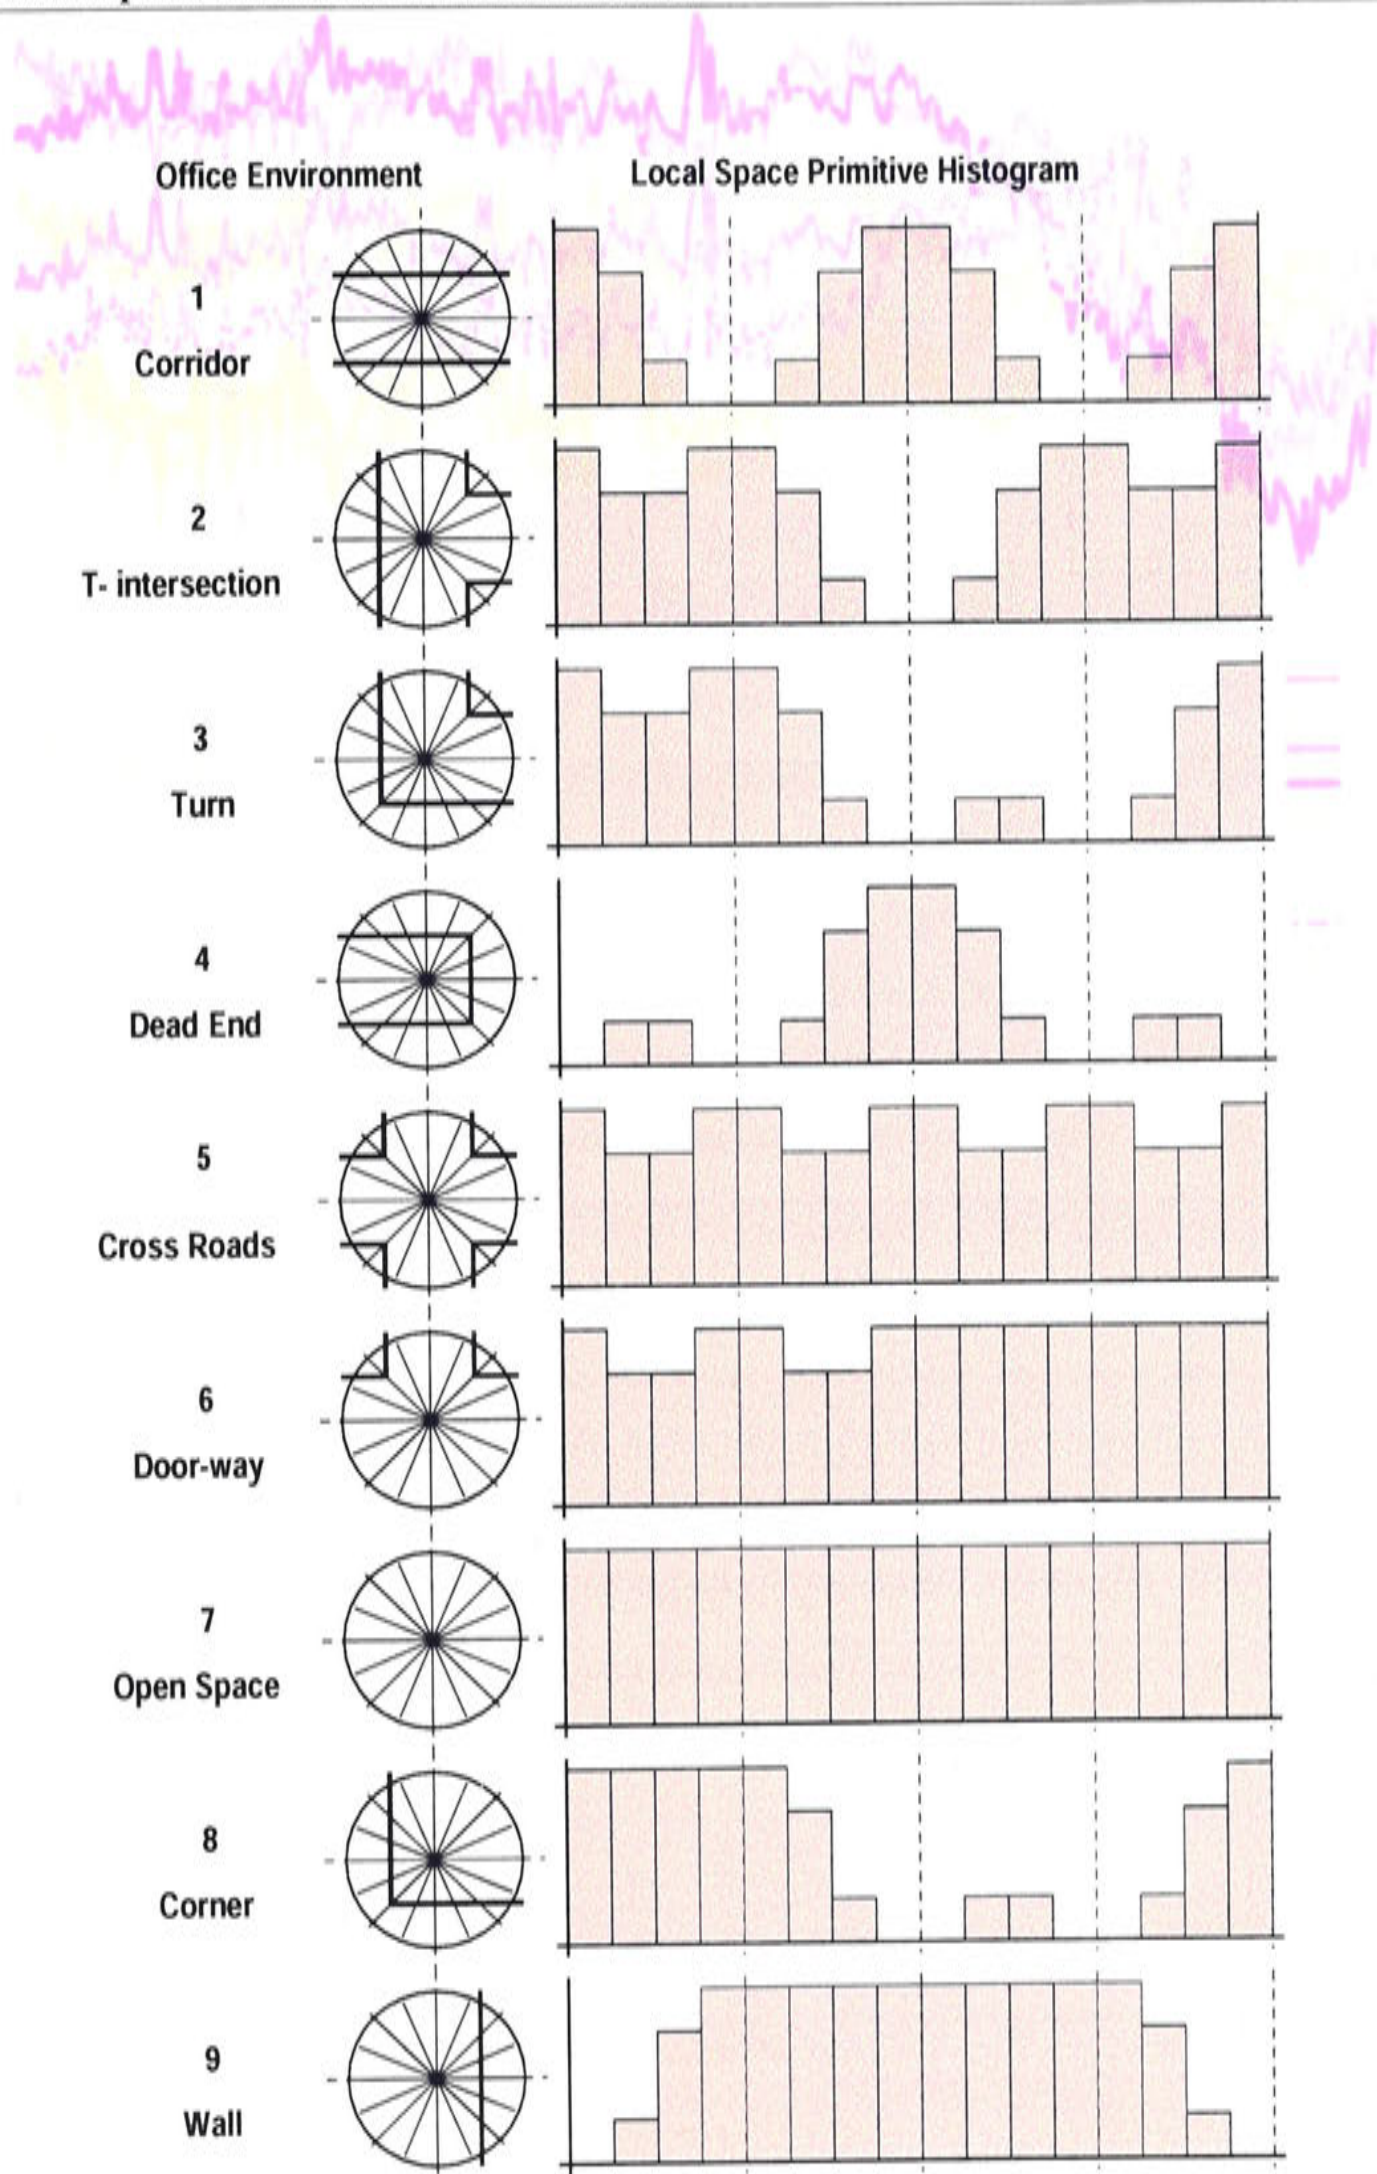 Office Environment
Local Space Primitive Histogram
1
Corridor
2
T- intersection
3
Turn
4
Dead End
5
Cross Roads
6
Door-way
7
Open Space
8
Corner
9
Wall